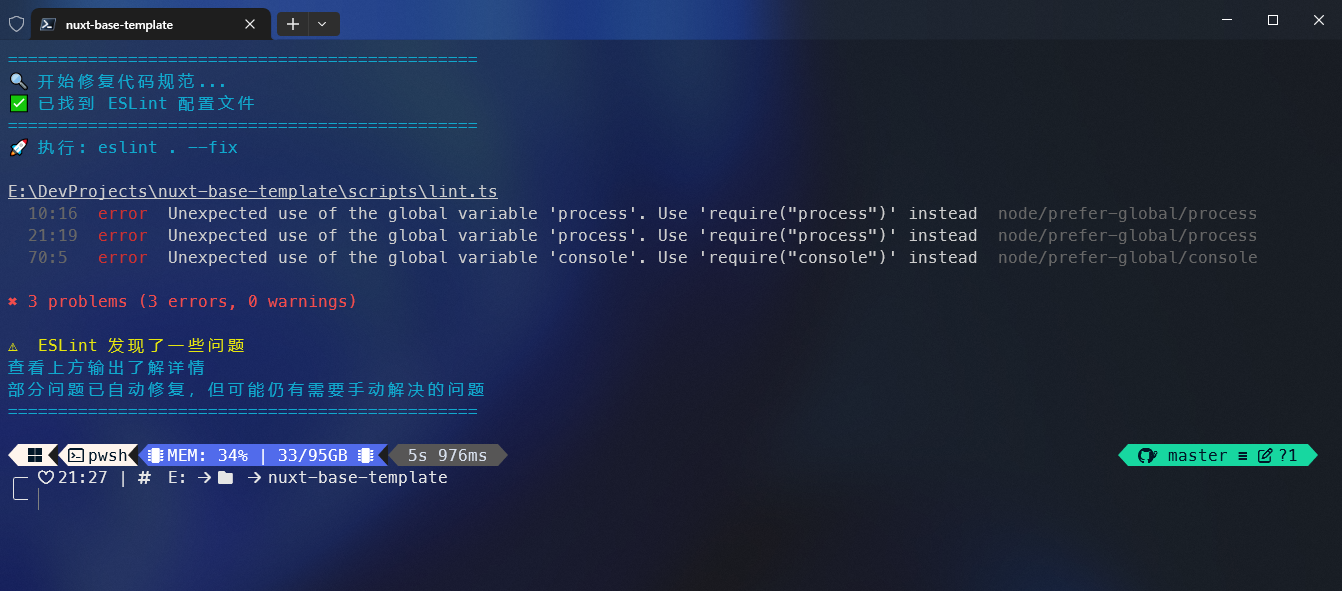 nuxt-base-template
===============================================
🔍 开始修复代码规范...
✅ 已找到 ESLint 配置文件
===============================================
🚀 执行: eslint . --fix
E:\DevProjects\nuxt-base-template\scripts\lint.ts
10:16 error Unexpected use of the global variable 'process'. Use 'require("process")' instead node/prefer-global/process
21:19 error Unexpected use of the global variable 'process'. Use 'require("process")' instead node/prefer-global/process
70:5 error Unexpected use of the global variable 'console'. Use 'require("console")' instead node/prefer-global/console
✖ 3 problems (3 errors, 0 warnings)
⚠ ESLint 发现了一些问题
查看上方输出了解详情
部分问题已自动修复, 但可能仍有需要手动解决的问题
===============================================
pwsh MEM: 34% | 33/95GB 5s 976ms master ≡ ?1
21:27 | # E: → → nuxt-base-template